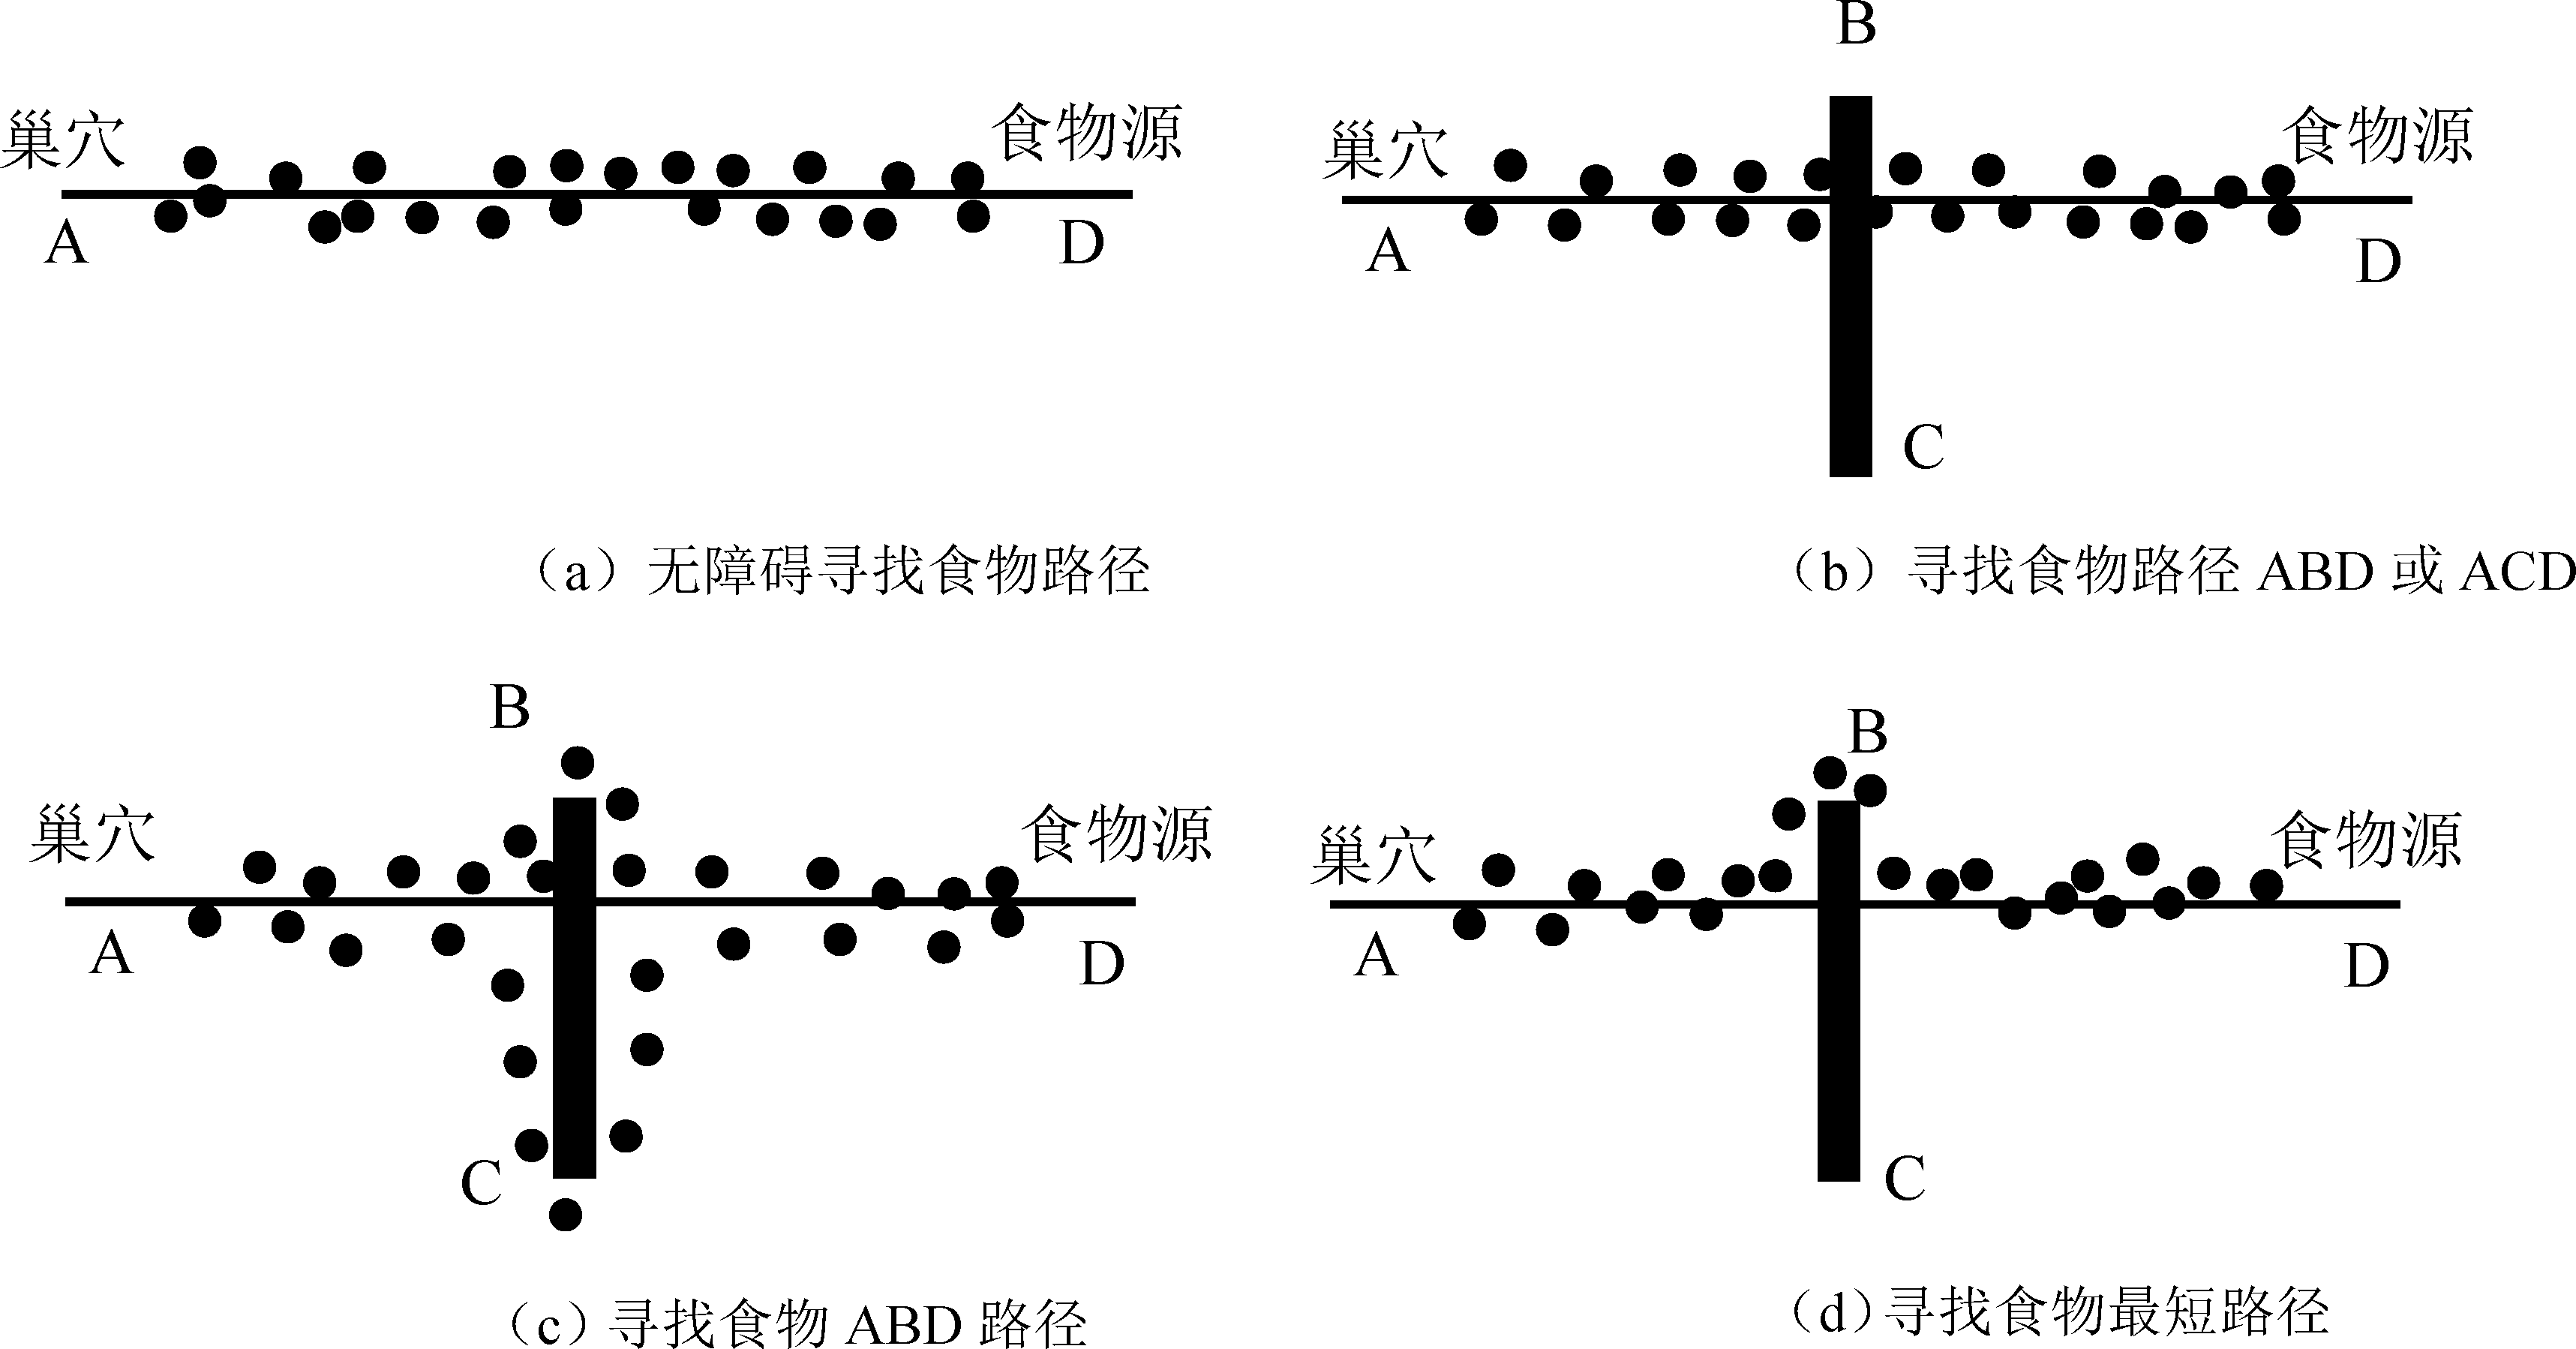 巢穴
食物源
A
D
（a）无障碍寻找食物路径
B
巢穴
食物源
A
D
C
（b）寻找食物路径 ABD 或 ACD
B
巢穴
食物源
A
D
C
（c）寻找食物 ABD 路径
B
巢穴
食物源
A
D
C
（d）寻找食物最短路径